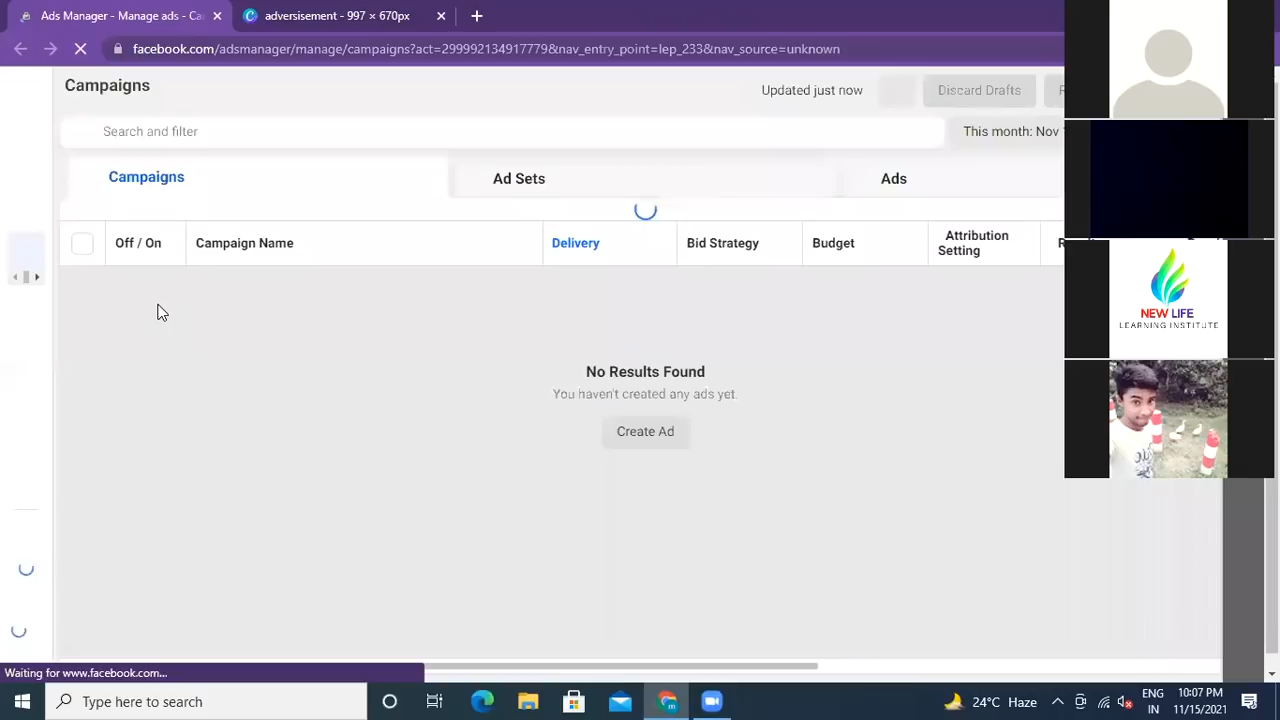 Ads Manager - Manage ads - Ca
adversisement - 997 × 670px
facebook.com/adsmanager/manage/campaigns?act=299992134917779&nav_entry_point=lep_233&nav_source=unknown
Campaigns
Updated just now
Discard Drafts
Search and filter
This month: Nov
Campaigns
Ad Sets
Ads
Off / On
Campaign Name
Delivery
Bid Strategy
Budget
Attribution
Setting
No Results Found
You haven't created any ads yet.
Create Ad
NEW LIFE
LEARNING INSTITUTE
Waiting for www.facebook.com...
Type here to search
24°C Haze
ENG
IN
10:07 PM
11/15/2021